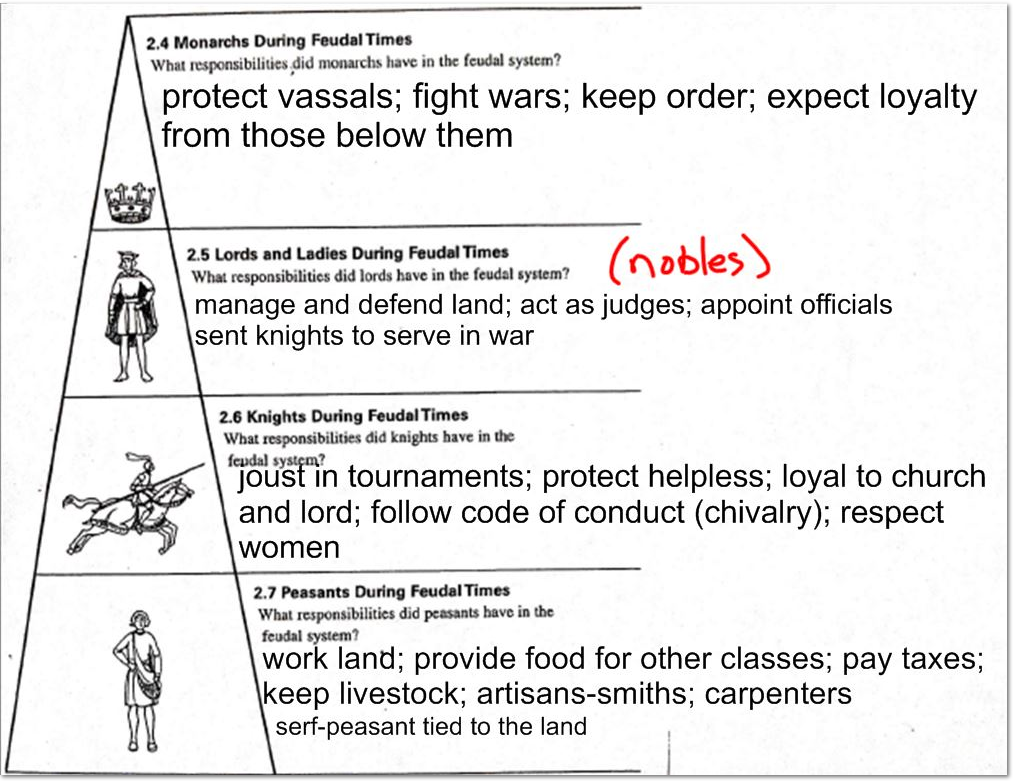 2.4 Monarchs During Feudal Times
What responsibilities did monarchs have in the feudal system?
protect vassals; fight wars; keep order; expect loyalty
from those below them
2.5 Lords and Ladies During Feudal Times
(nobles)
What responsibilities did lords have in the feudal system?
manage and defend land; act as judges; appoint officials
sent knights to serve in war
2.6 Knights During Feudal Times
What responsibilities did knights have in the
feudal system?
joust in tournaments; protect helpless; loyal to church
and lord; follow code of conduct (chivalry); respect
women
2.7 Peasants During Feudal Times
What responsibilities did peasants have in the
feudal system?
work land; provide food for other classes; pay taxes;
keep livestock; artisans-smiths; carpenters
serf-peasant tied to the land